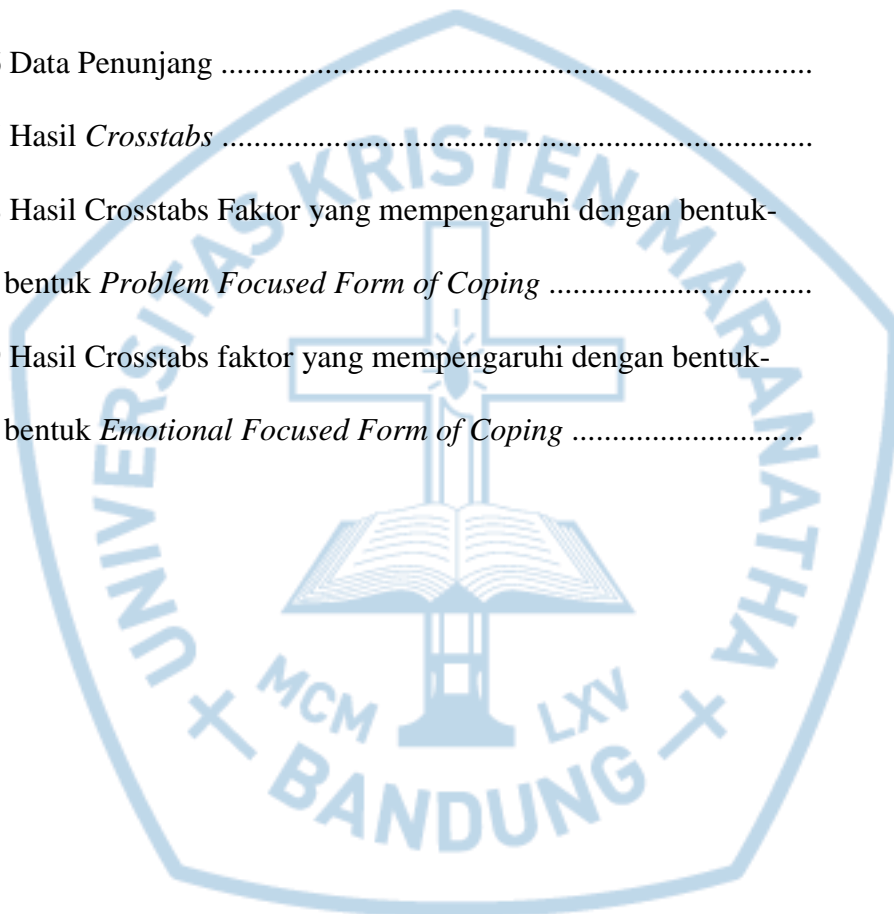 Data Penunjang ..........................................................................
Hasil Crosstabs ..........................................................................
Hasil Crosstabs Faktor yang mempengaruhi dengan bentuk-
bentuk Problem Focused Form of Coping .................................
Hasil Crosstabs faktor yang mempengaruhi dengan bentuk-
bentuk Emotional Focused Form of Coping .............................
UNIVERSITAS KRISTEN MARANATHA
MCM LXV
BANDUNG